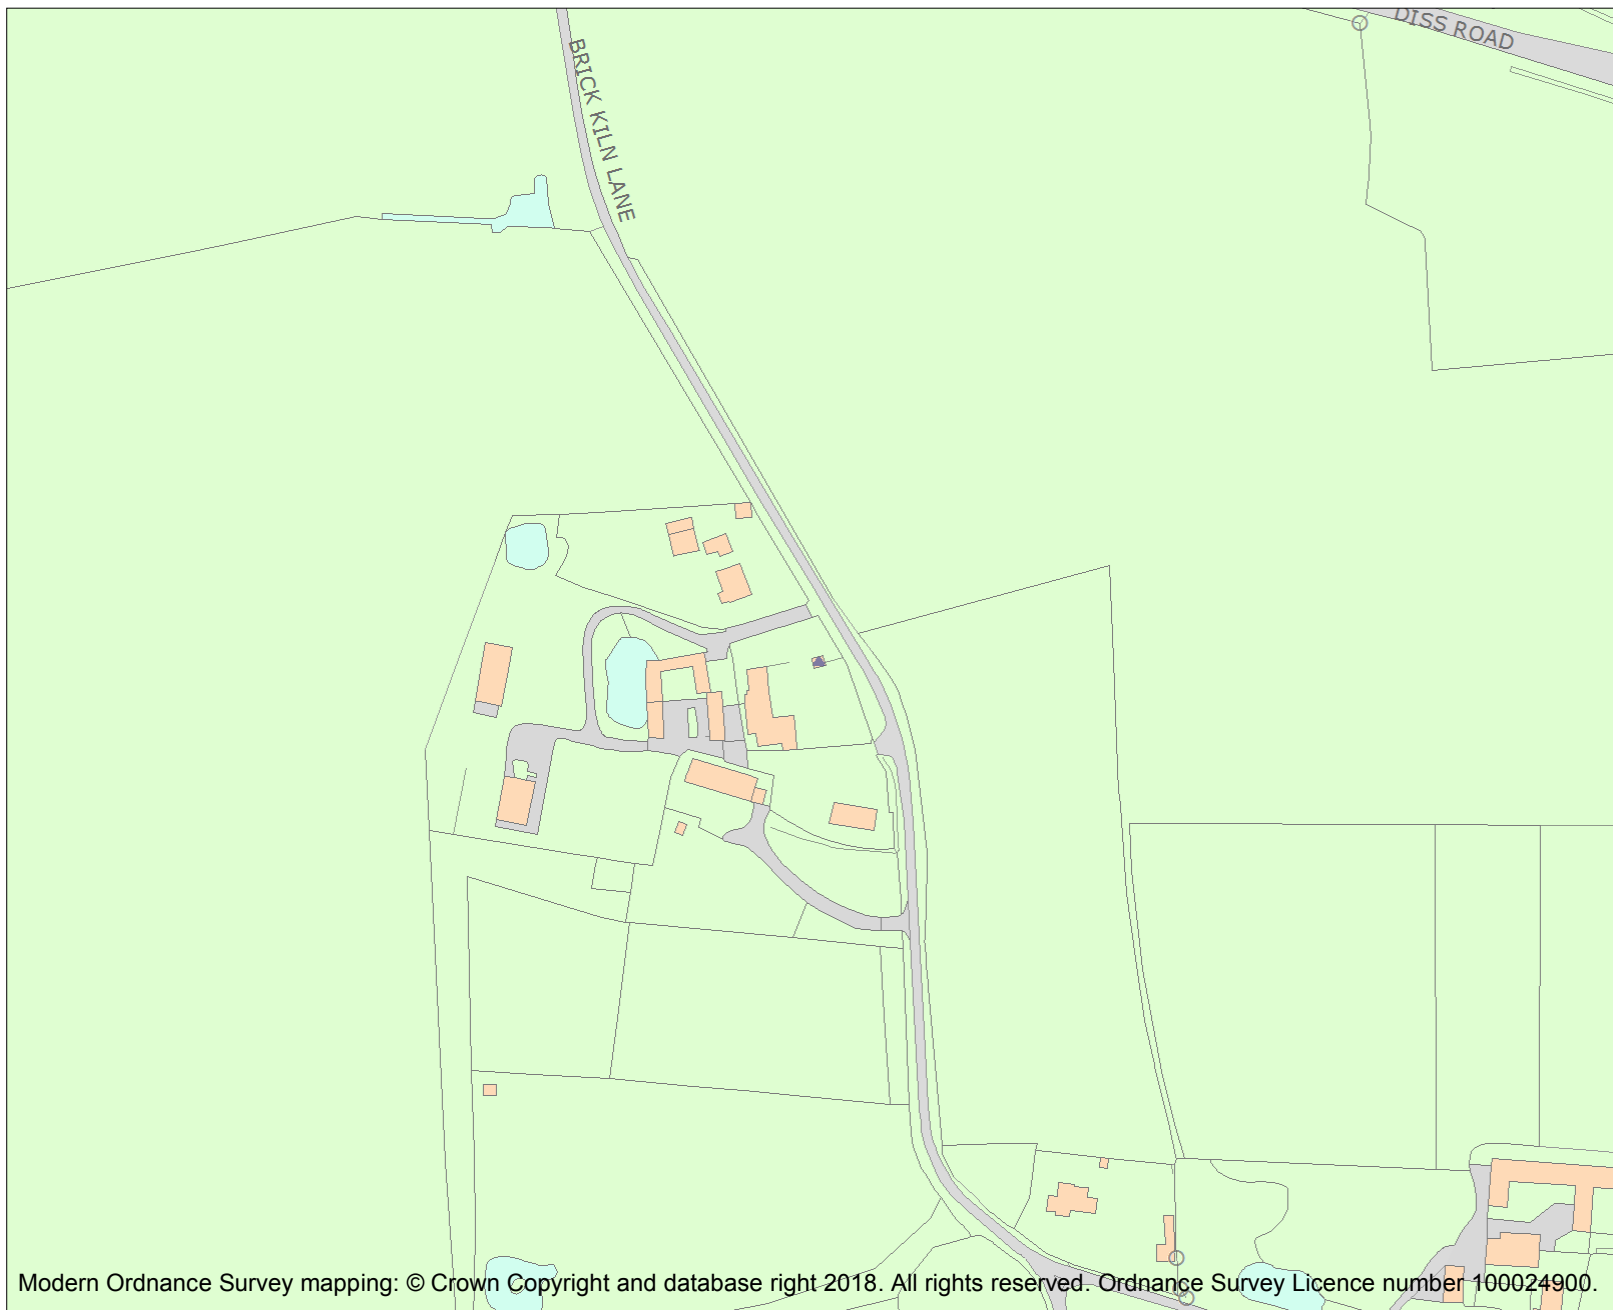 DISS ROAD
BRICK KILN LANE
Modern Ordnance Survey mapping: © Crown Copyright and database right 2018. All rights reserved. Ordnance Survey Licence number 100024900.